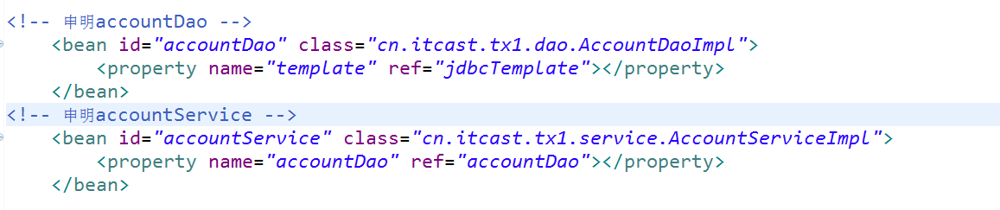 <!-- 申明accountDao -->
<bean id="accountDao" class="cn.itcast.tx1.dao.AccountDaoImpl">
<property name="template" ref="jdbcTemplate"></property>
</bean>
<!-- 申明accountService -->
<bean id="accountService" class="cn.itcast.tx1.service.AccountServiceImpl">
<property name="accountDao" ref="accountDao"></property>
</bean>